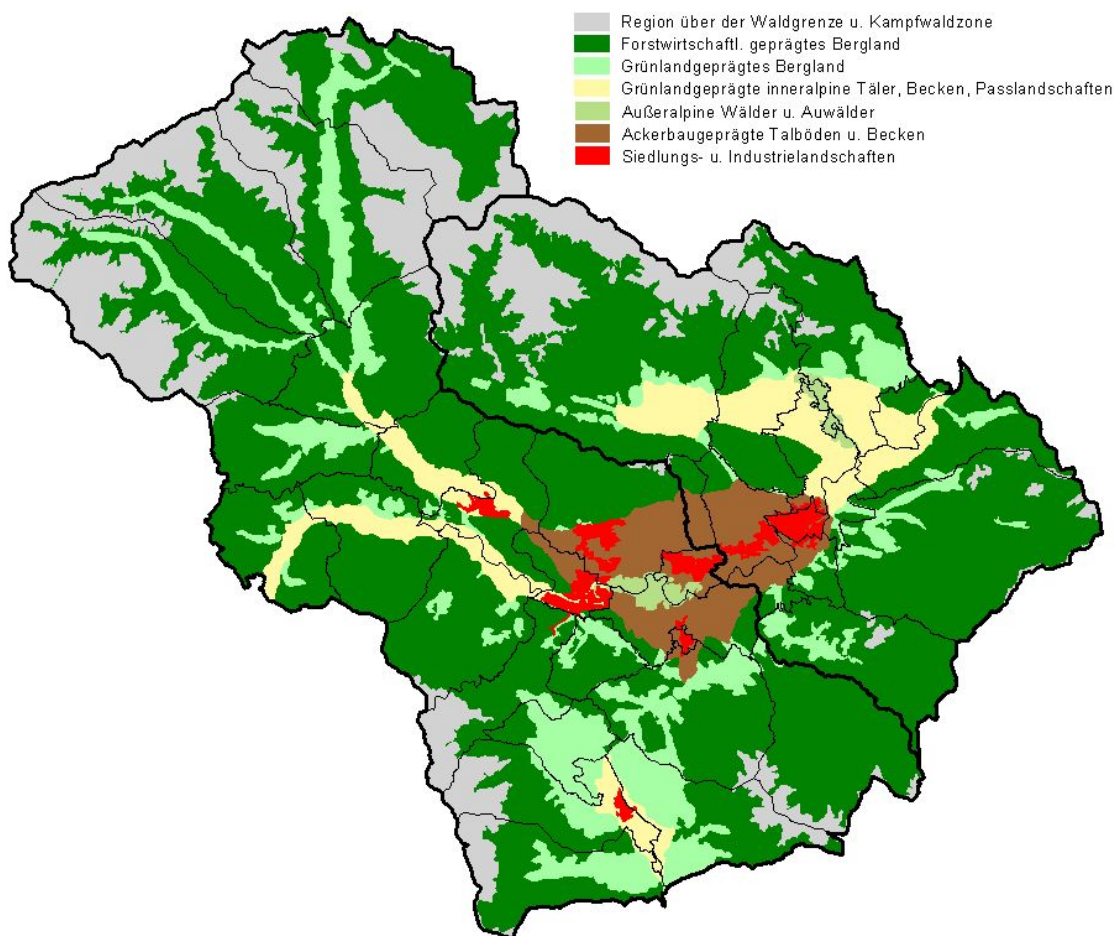 Region über der Waldgrenze u. Kampfwaldzone
Forstwirtschaftl. geprägtes Bergland
Grünlandgeprägtes Bergland
Grünlandgeprägte inneralpine Täler, Becken, Passlandschaften
Außeralpine Wälder u. Auwälder
Ackerbaugeprägte Talböden u. Becken
Siedlungs- u. Industrielandschaften